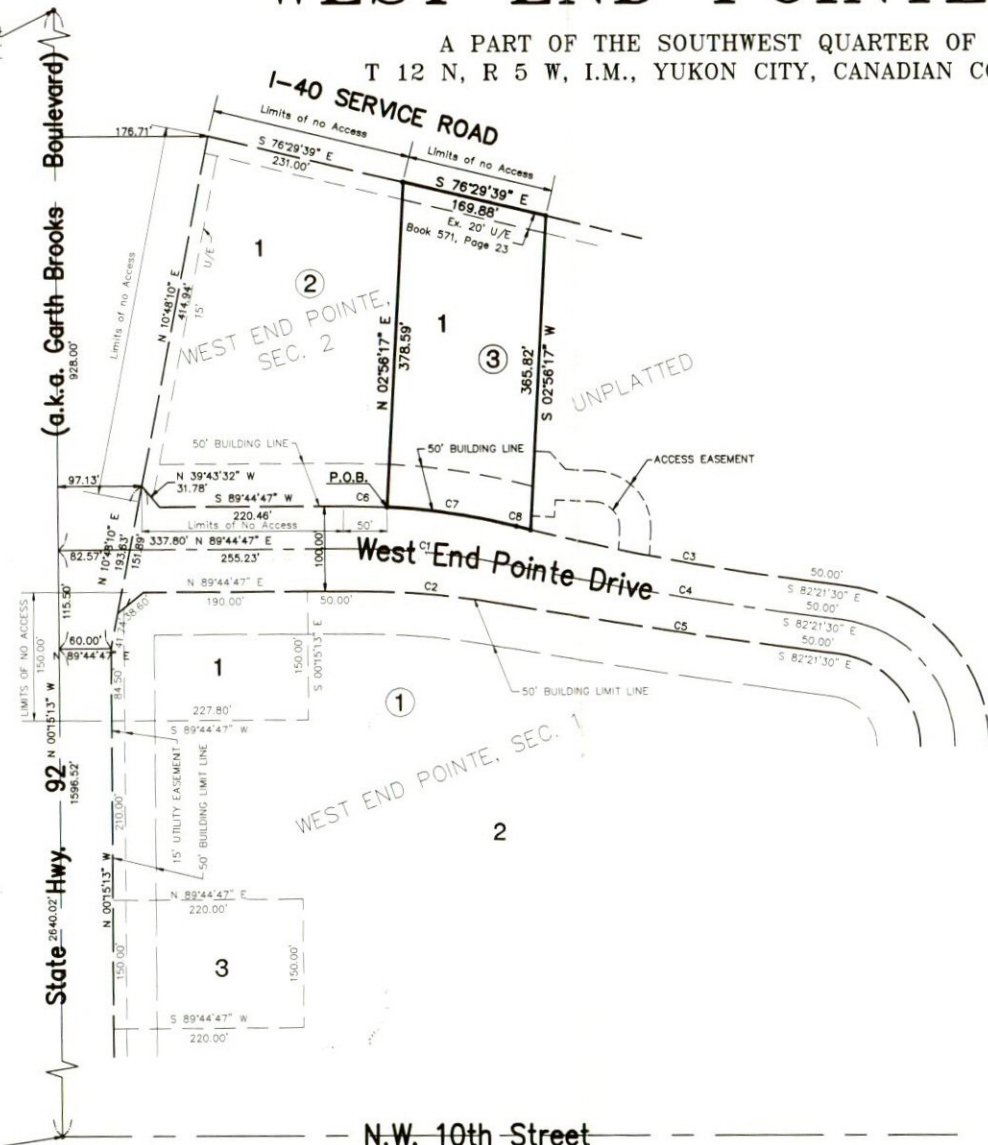 WEST END POINTE
A PART OF THE SOUTHWEST QUARTER OF
T 12 N, R 5 W, I.M., YUKON CITY, CANADIAN
(a.k.a. Garth Brooks Boulevard)
I-40 SERVICE ROAD
Limits of no Access
Limits of no Access
176.71'
S 76°29'39" E
231.00'
S 76°29'39" E
169.88'
Ex. 20' U/E
Book 571, Page 23
Limits of no Access
N 10°48'10" E
414.94'
15' U/E
1
2
WEST END POINTE,
SEC. 2
N 02°56'17" E
378.59'
1
3
365.82'
S 02°56'17" W
UNPLATTED
928.00'
50' BUILDING LINE
50' BUILDING LINE
ACCESS EASEMENT
97.13'
N 39°43'32" W
31.78'
P.O.B.
S 89°44'47" W
220.46'
C6
C7
C8
Limits of No Access
50'
N 10°48'10" E
193.63'
151.89'
337.80' N 89°44'47" E
255.23'
100.00'
82.57'
C1
West End Pointe Drive
C3
50.00'
S 82°21'30" E
C4
50.00'
S 82°21'30" E
C5
50.00'
S 82°21'30" E
N 89°44'47" E
190.00'
50.00'
C2
38.60'
41.74'
115.50'
60.00'
N 89°44'47" E
LIMITS OF NO ACCESS
150.00'
84.50'
1
150.00'
S 00°15'13" E
50' BUILDING LIMIT LINE
227.80'
S 89°44'47" W
1
WEST END POINTE, SEC. 1
2
15' UTILITY EASEMENT
50' BUILDING LIMIT LINE
N 00°15'13" W
1596.52'
210.00'
N 00°15'13" W
State Hwy. 92
2640.02'
N 89°44'47" E
220.00'
150.00'
3
150.00'
S 89°44'47" W
220.00'
N.W. 10th Street